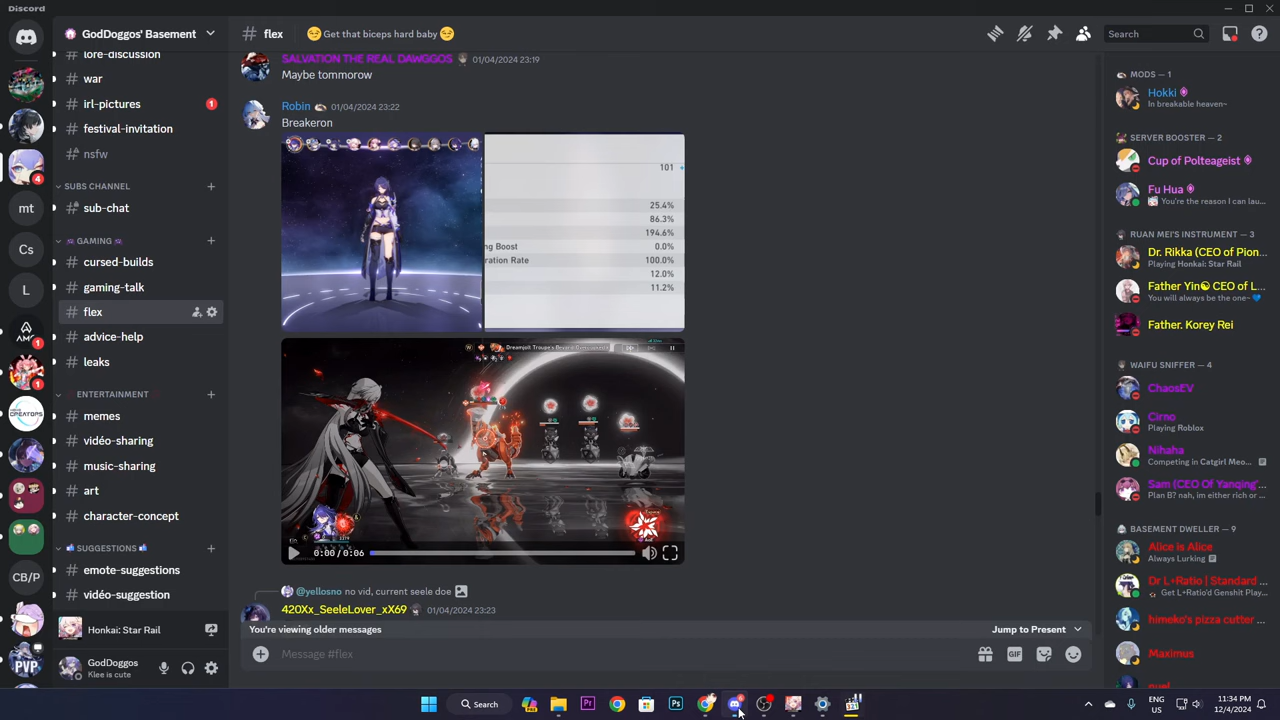 Discord
GodDoggos' Basement
# flex
😏 Get that biceps hard baby 😏
Search
lore-discussion
war
irl-pictures
1
festival-invitation
nsfw
SUBS CHANNEL
sub-chat
GAMING
cursed-builds
gaming-talk
flex
advice-help
leaks
ENTERTAINMENT
memes
vidéo-sharing
music-sharing
art
character-concept
SUGGESTIONS
emote-suggestions
vidéo-suggestion
Honkai: Star Rail
GodDoggos
Klee is cute
4
mt
Cs
L
1
1
CREATORS
CB/P
PVP
SALVATION THE REAL DAWGGOS 01/04/2024 23:19
Maybe tommorow
Robin 01/04/2024 23:22
Breakeron
101
25.4%
86.3%
194.6%
ng Boost 0.0%
ration Rate 100.0%
12.0%
11.2%
0:00 / 0:06
@yellosno no vid, current seele doe
420Xx_SeeleLover_xX69 01/04/2024 23:23
You're viewing older messages
Jump to Present
Message #flex
GIF
MODS — 1
Hokki
In breakable heaven~
SERVER BOOSTER — 2
Cup of Polteageist
Fu Hua
You're the reason I can lau...
RUAN MEI'S INSTRUMENT — 3
Dr. Rikka (CEO of Pion...
Playing Honkai: Star Rail
Father Yin☯ CEO of L...
You will always be the one~ 💙
Father. Korey Rei
WAIFU SNIFFER — 4
ChaosEV
Cirno
Playing Roblox
Nihaha
Competing in Catgirl Meo...
Sam (CEO Of Yanqing'...
Plan B? nah, im either rich or ...
BASEMENT DWELLER — 9
Alice is Alice
Always Lurking
Dr L+Ratio | Standard ...
Get L+Ratio'd Genshit Play...
himeko's pizza cutter ...
Maximus
Search
ENG
US
11:34 PM
12/4/2024